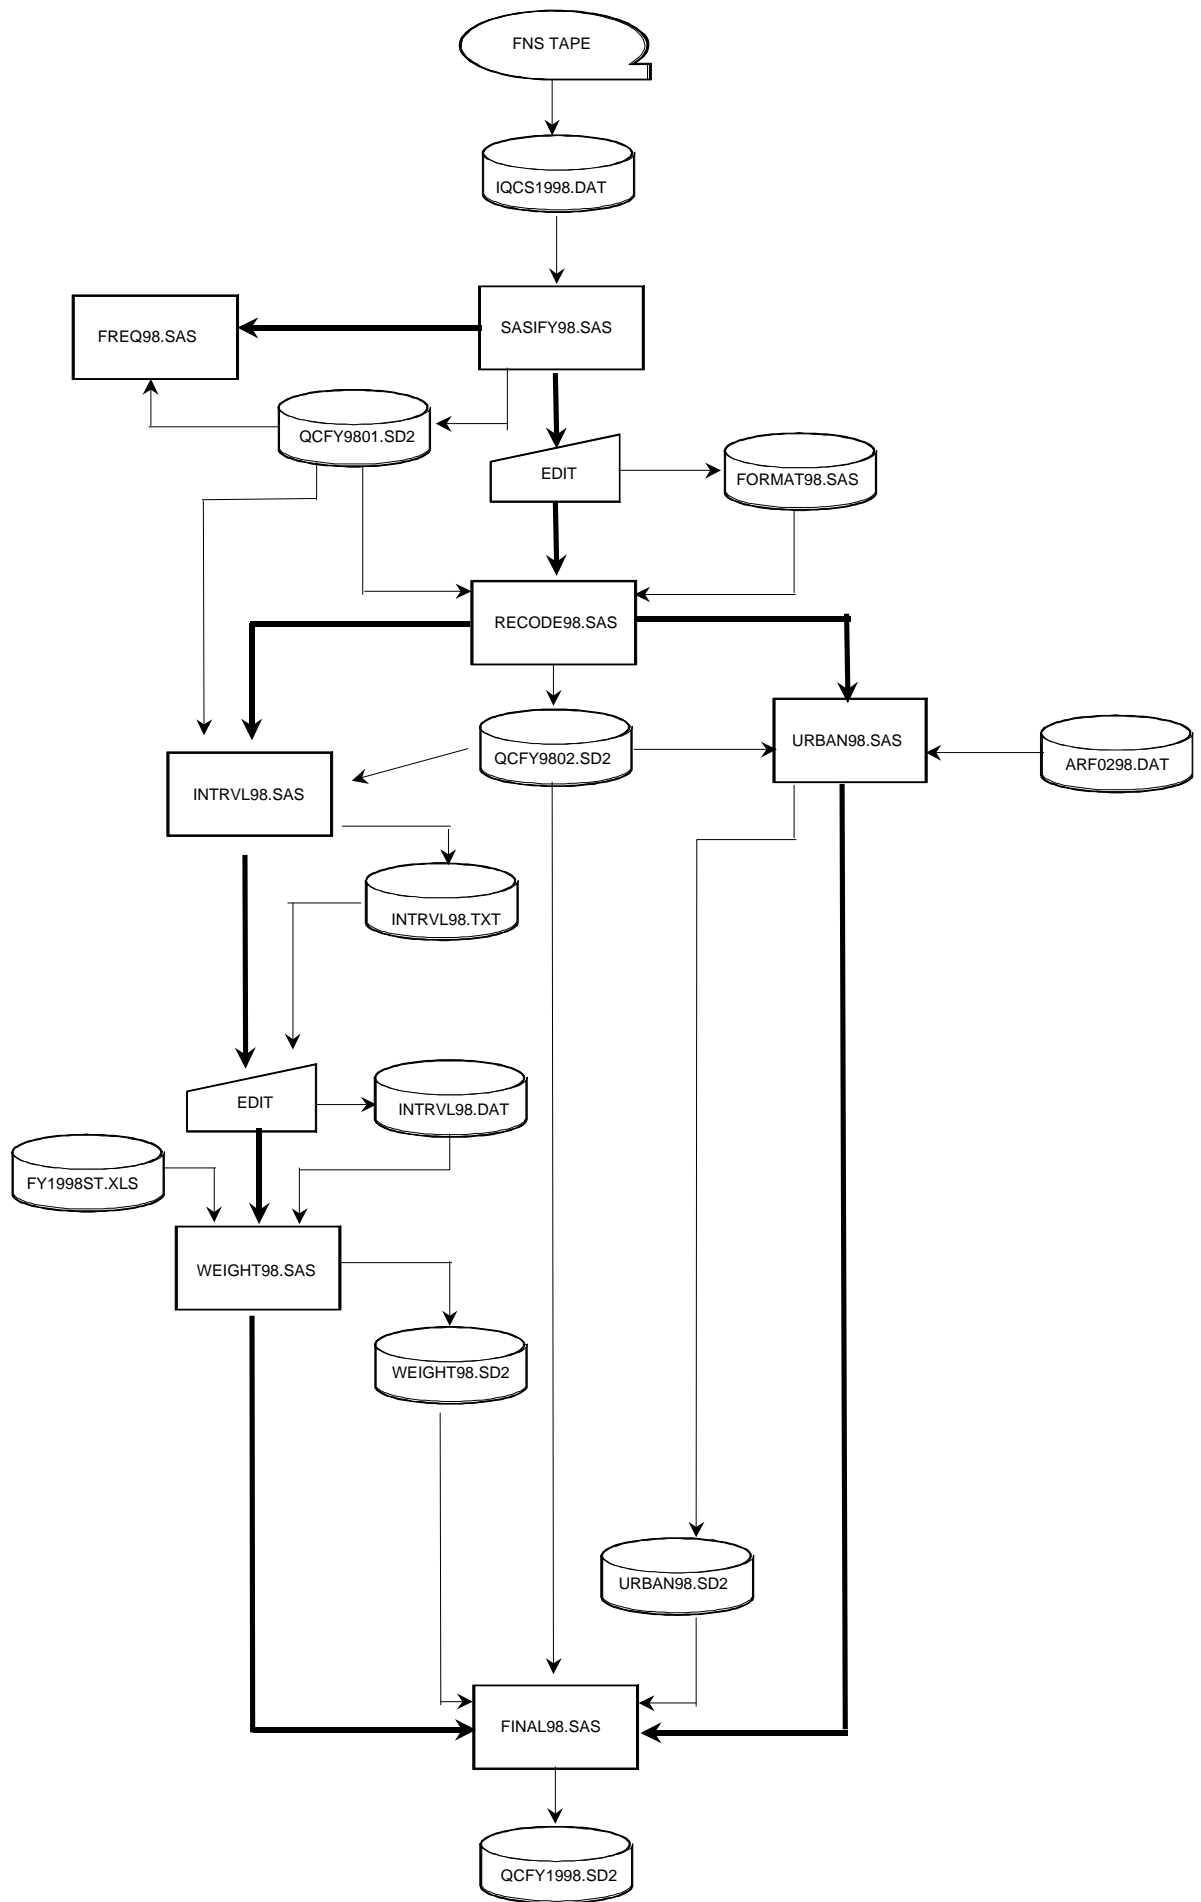 FNS TAPE
IQCS1998.DAT
SASIFY98.SAS
FREQ98.SAS
QCFY9801.SD2
EDIT
FORMAT98.SAS
RECODE98.SAS
URBAN98.SAS
QCFY9802.SD2
ARF0298.DAT
INTRVL98.SAS
INTRVL98.TXT
EDIT
INTRVL98.DAT
FY1998ST.XLS
WEIGHT98.SAS
WEIGHT98.SD2
URBAN98.SD2
FINAL98.SAS
QCFY1998.SD2